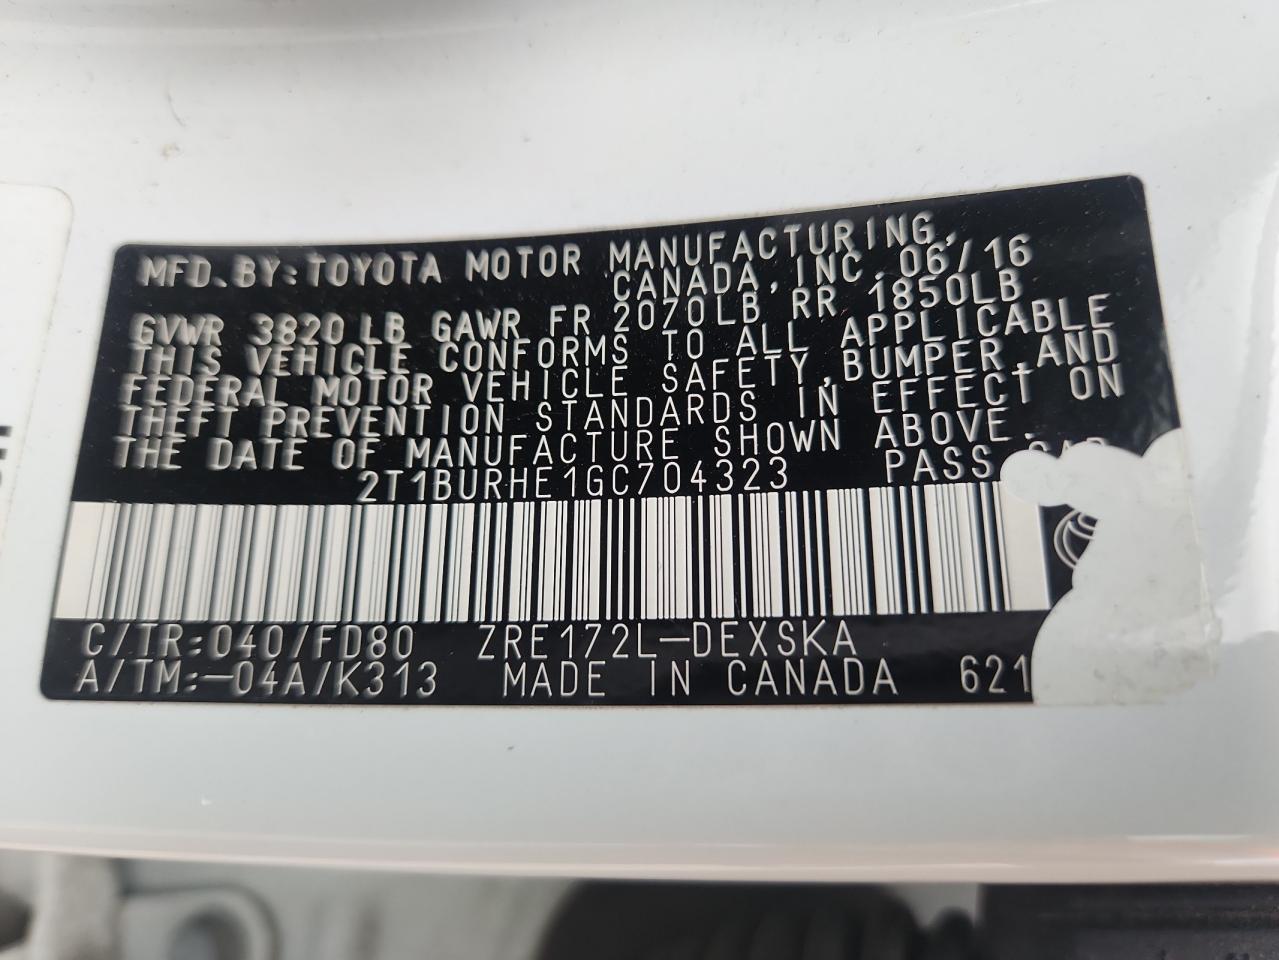 MFD. BY: TOYOTA MOTOR MANUFACTURING,
CANADA, INC. 06/16
GVWR 3820 LB GAWR FR 2070LB RR 1850LB
THIS VEHICLE CONFORMS TO ALL APPLICABLE
FEDERAL MOTOR VEHICLE SAFETY, BUMPER, AND
THEFT PREVENTION STANDARDS IN EFFECT ON
THE DATE OF MANUFACTURE SHOWN ABOVE.
2T1BURHE1GC704323 PASS
C/TR:040/FD80 ZRE172L-DEXSKA
A/TM:-04A/K313 MADE IN CANADA 621